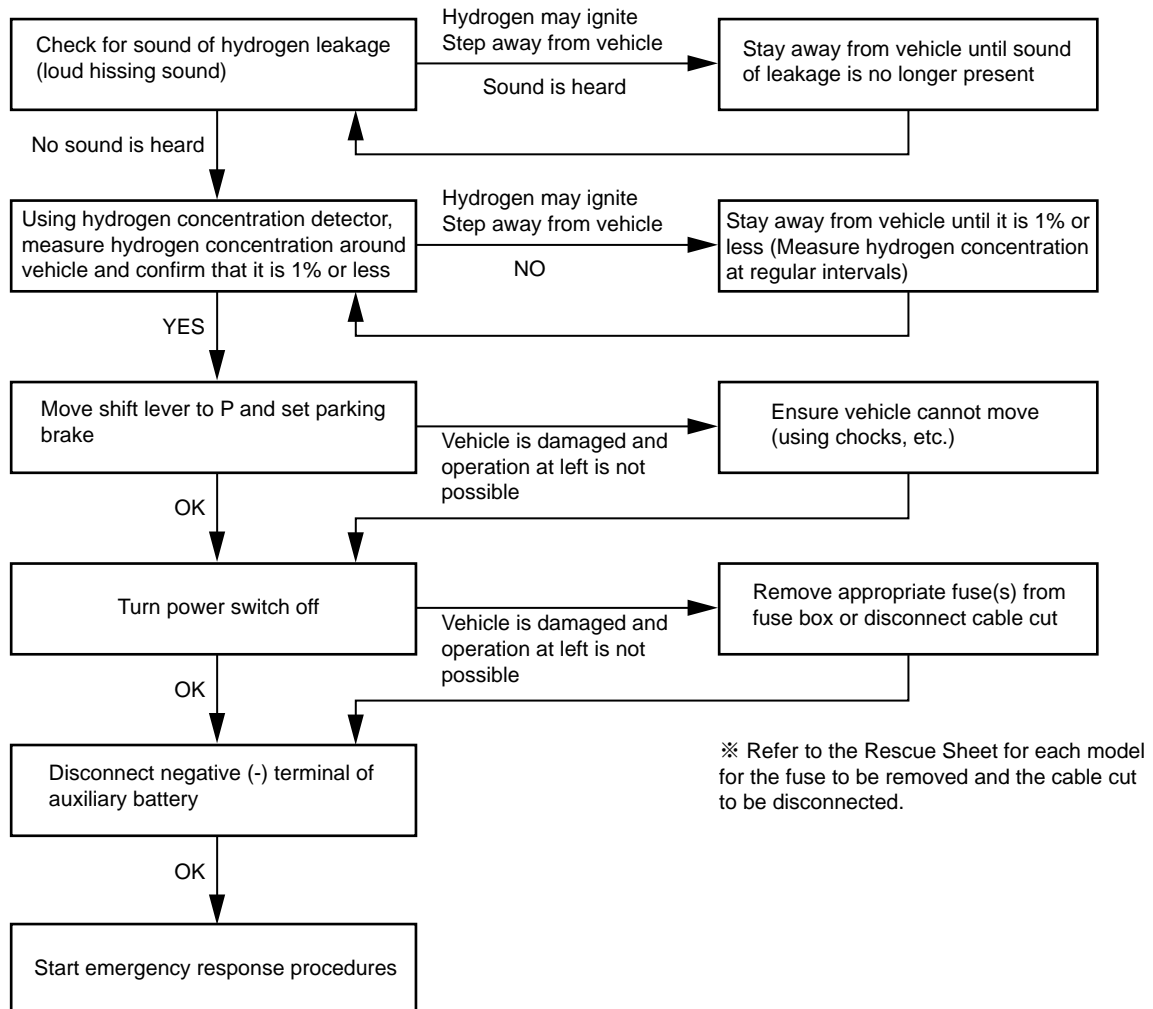 Check for sound of hydrogen leakage
(loud hissing sound)
Hydrogen may ignite
Step away from vehicle
Sound is heard
Stay away from vehicle until sound
of leakage is no longer present
No sound is heard
Using hydrogen concentration detector,
measure hydrogen concentration around
vehicle and confirm that it is 1% or less
Hydrogen may ignite
Step away from vehicle
NO
Stay away from vehicle until it is 1% or
less (Measure hydrogen concentration
at regular intervals)
YES
Move shift lever to P and set parking
brake
Vehicle is damaged and
operation at left is not
possible
Ensure vehicle cannot move
(using chocks, etc.)
OK
Turn power switch off
Vehicle is damaged and
operation at left is not
possible
Remove appropriate fuse(s) from
fuse box or disconnect cable cut
OK
Disconnect negative (-) terminal of
auxiliary battery
※ Refer to the Rescue Sheet for each model
for the fuse to be removed and the cable cut
to be disconnected.
OK
Start emergency response procedures